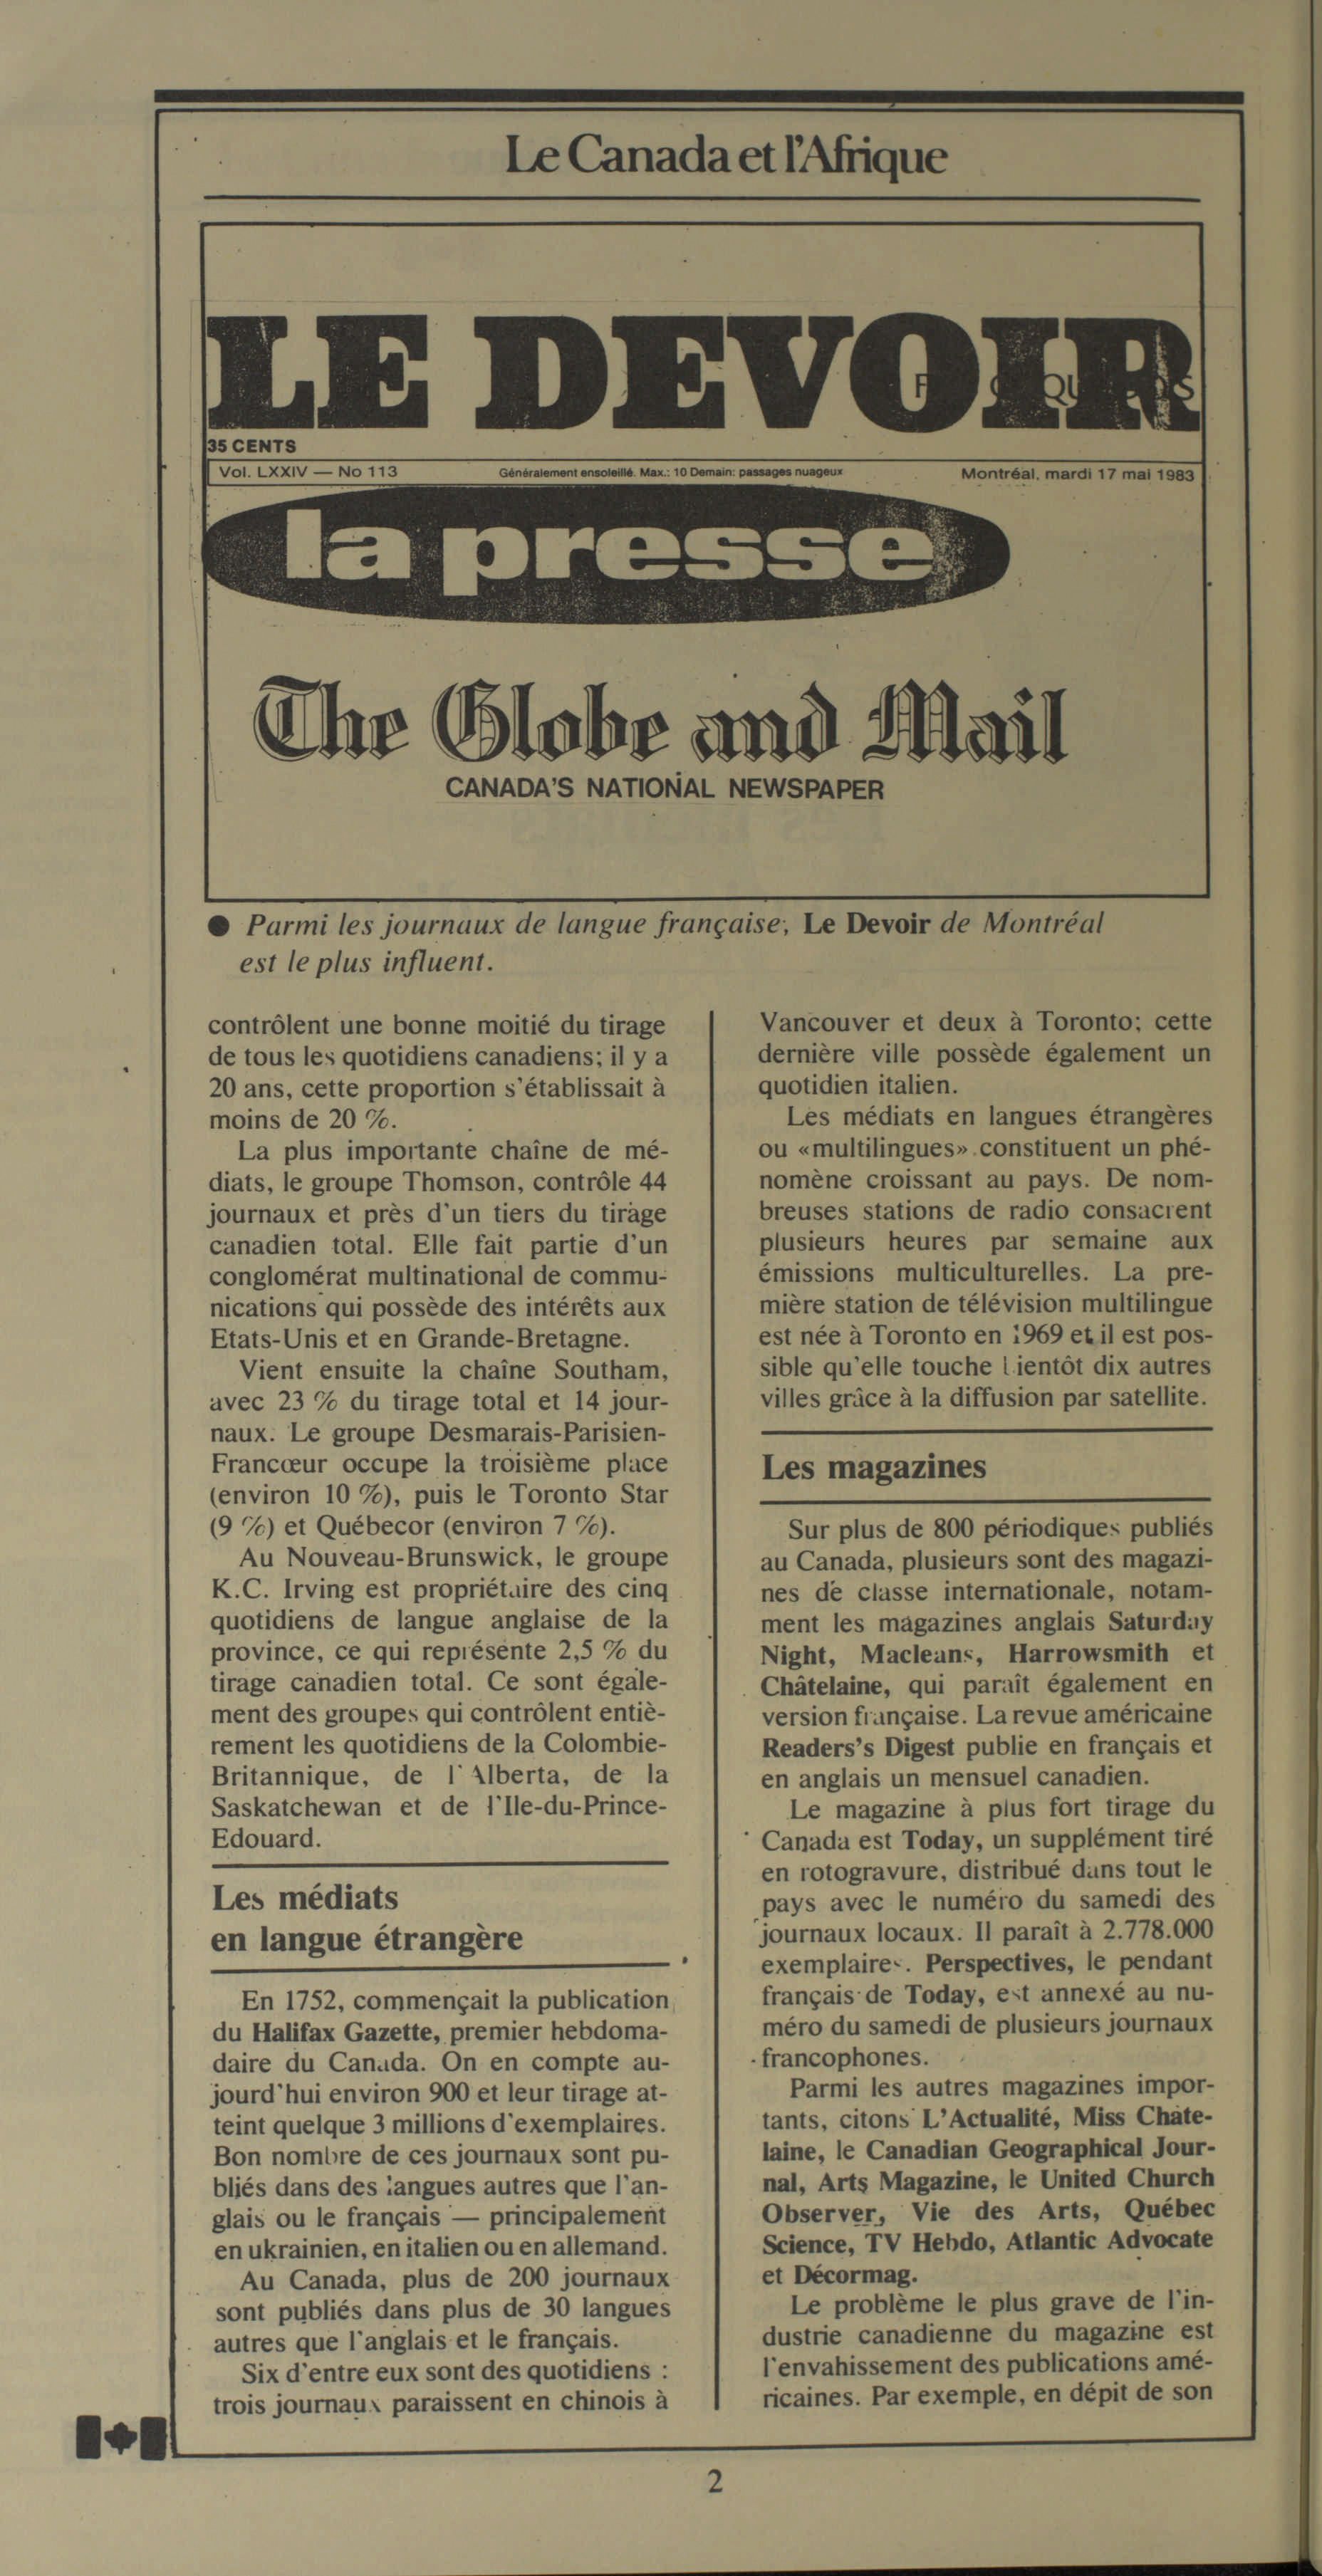 Le Canada et l'Afrique
LE DEVOIR
35 CENTS
Vol. LXXIV — No 113 Généralement ensoleillé. Max.: 10 Demain: passages nuageux Montréal, mardi 17 mai 1983
la presse
The Globe and Mail
CANADA'S NATIONAL NEWSPAPER
● Parmi les journaux de langue française, Le Devoir de Montréal
est le plus influent.
contrôlent une bonne moitié du tirage
de tous les quotidiens canadiens; il y a
20 ans, cette proportion s'établissait à
moins de 20 %.
La plus importante chaîne de mé-
diats, le groupe Thomson, contrôle 44
journaux et près d'un tiers du tirage
canadien total. Elle fait partie d'un
conglomérat multinational de commu-
nications qui possède des intérêts aux
Etats-Unis et en Grande-Bretagne.
Vient ensuite la chaîne Southam,
avec 23 % du tirage total et 14 jour-
naux. Le groupe Desmarais-Parisien-
Francœur occupe la troisième place
(environ 10 %), puis le Toronto Star
(9 %) et Québecor (environ 7 %).
Au Nouveau-Brunswick, le groupe
K.C. Irving est propriétaire des cinq
quotidiens de langue anglaise de la
province, ce qui représente 2,5 % du
tirage canadien total. Ce sont égale-
ment des groupes qui contrôlent entiè-
rement les quotidiens de la Colombie-
Britannique, de l'Alberta, de la
Saskatchewan et de l'Ile-du-Prince-
Edouard.
Les médiats
en langue étrangère
En 1752, commençait la publication
du Halifax Gazette, premier hebdoma-
daire du Canada. On en compte au-
jourd'hui environ 900 et leur tirage at-
teint quelque 3 millions d'exemplaires.
Bon nombre de ces journaux sont pu-
bliés dans des langues autres que l'an-
glais ou le français — principalement
en ukrainien, en italien ou en allemand.
Au Canada, plus de 200 journaux
sont publiés dans plus de 30 langues
autres que l'anglais et le français.
Six d'entre eux sont des quotidiens :
trois journaux paraissent en chinois à
Vancouver et deux à Toronto; cette
dernière ville possède également un
quotidien italien.
Les médiats en langues étrangères
ou «multilingues» constituent un phé-
nomène croissant au pays. De nom-
breuses stations de radio consacrent
plusieurs heures par semaine aux
émissions multiculturelles. La pre-
mière station de télévision multilingue
est née à Toronto en 1969 et il est pos-
sible qu'elle touche bientôt dix autres
villes grâce à la diffusion par satellite.
Les magazines
Sur plus de 800 périodiques publiés
au Canada, plusieurs sont des magazi-
nes de classe internationale, notam-
ment les magazines anglais Saturday
Night, Macleans, Harrowsmith et
Châtelaine, qui paraît également en
version française. La revue américaine
Readers's Digest publie en français et
en anglais un mensuel canadien.
Le magazine à plus fort tirage du
Canada est Today, un supplément tiré
en rotogravure, distribué dans tout le
pays avec le numéro du samedi des
journaux locaux. Il paraît à 2.778.000
exemplaires. Perspectives, le pendant
français de Today, est annexé au nu-
méro du samedi de plusieurs journaux
francophones.
Parmi les autres magazines impor-
tants, citons L'Actualité, Miss Chate-
laine, le Canadian Geographical Jour-
nal, Arts Magazine, le United Church
Observer, Vie des Arts, Québec
Science, TV Hebdo, Atlantic Advocate
et Décormag.
Le problème le plus grave de l'in-
dustrie canadienne du magazine est
l'envahissement des publications amé-
ricaines. Par exemple, en dépit de son
2